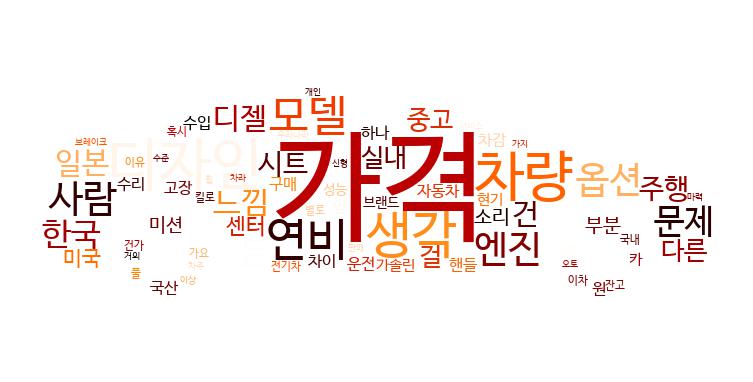 개인
모델
디젤
중고
수입
혹시
하나
브레이크
차감
가지
가격
디자인
일본
이유
수준
시트
신형
실내
차량
옵션
사람
수리
고장
차라
구매
성능
자동차
현기
주행
마력
킬로
느낌
브랜드
한국
미션
센터
별로
생각
소리
건
부분
문제
연비
엔진
국내
미국
건가
거의
가요
차이
결
다른
풀
전기차
운전
가솔린
핸들
오토
카
국산
이상
이차
원
잔고